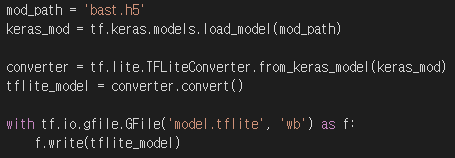 mod_path = 'bast.h5'
keras_mod = tf.keras.models.load_model(mod_path)
converter = tf.lite.TFLiteConverter.from_keras_model(keras_mod)
tflite_model = converter.convert()
with tf.io.gfile.GFile('model.tflite', 'wb') as f:
    f.write(tflite_model)